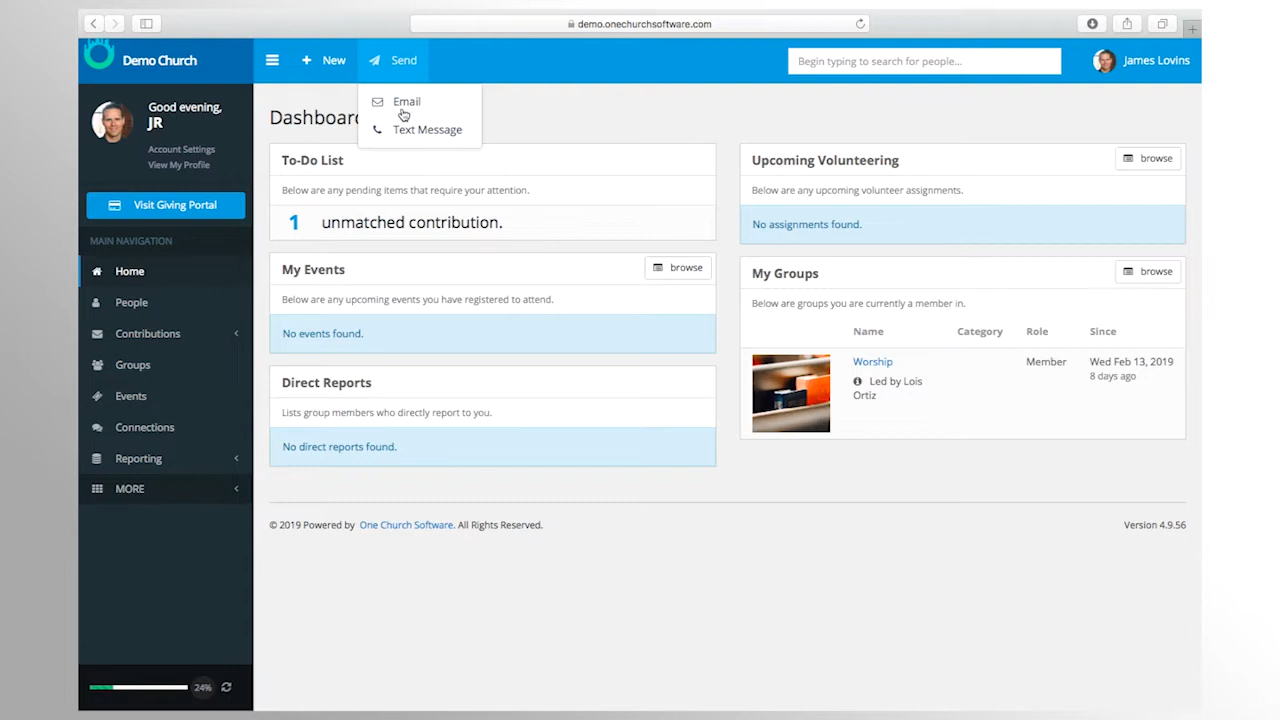 demo.onechurchsoftware.com
Demo Church
+ New
Send
Begin typing to search for people...
James Lovins
Good evening,
JR
Account Settings
View My Profile
Visit Giving Portal
MAIN NAVIGATION
Home
People
Contributions
Groups
Events
Connections
Reporting
MORE
24%
Email
Text Message
Dashboard
To-Do List
Below are any pending items that require your attention.
1 unmatched contribution.
My Events
browse
Below are any upcoming events you have registered to attend.
No events found.
Direct Reports
Lists group members who directly report to you.
No direct reports found.
Upcoming Volunteering
browse
Below are any upcoming volunteer assignments.
No assignments found.
My Groups
browse
Below are groups you are currently a member in.
Name Category Role Since
Worship Member Wed Feb 13, 2019
8 days ago
Led by Lois
Ortiz
© 2019 Powered by One Church Software. All Rights Reserved.
Version 4.9.56